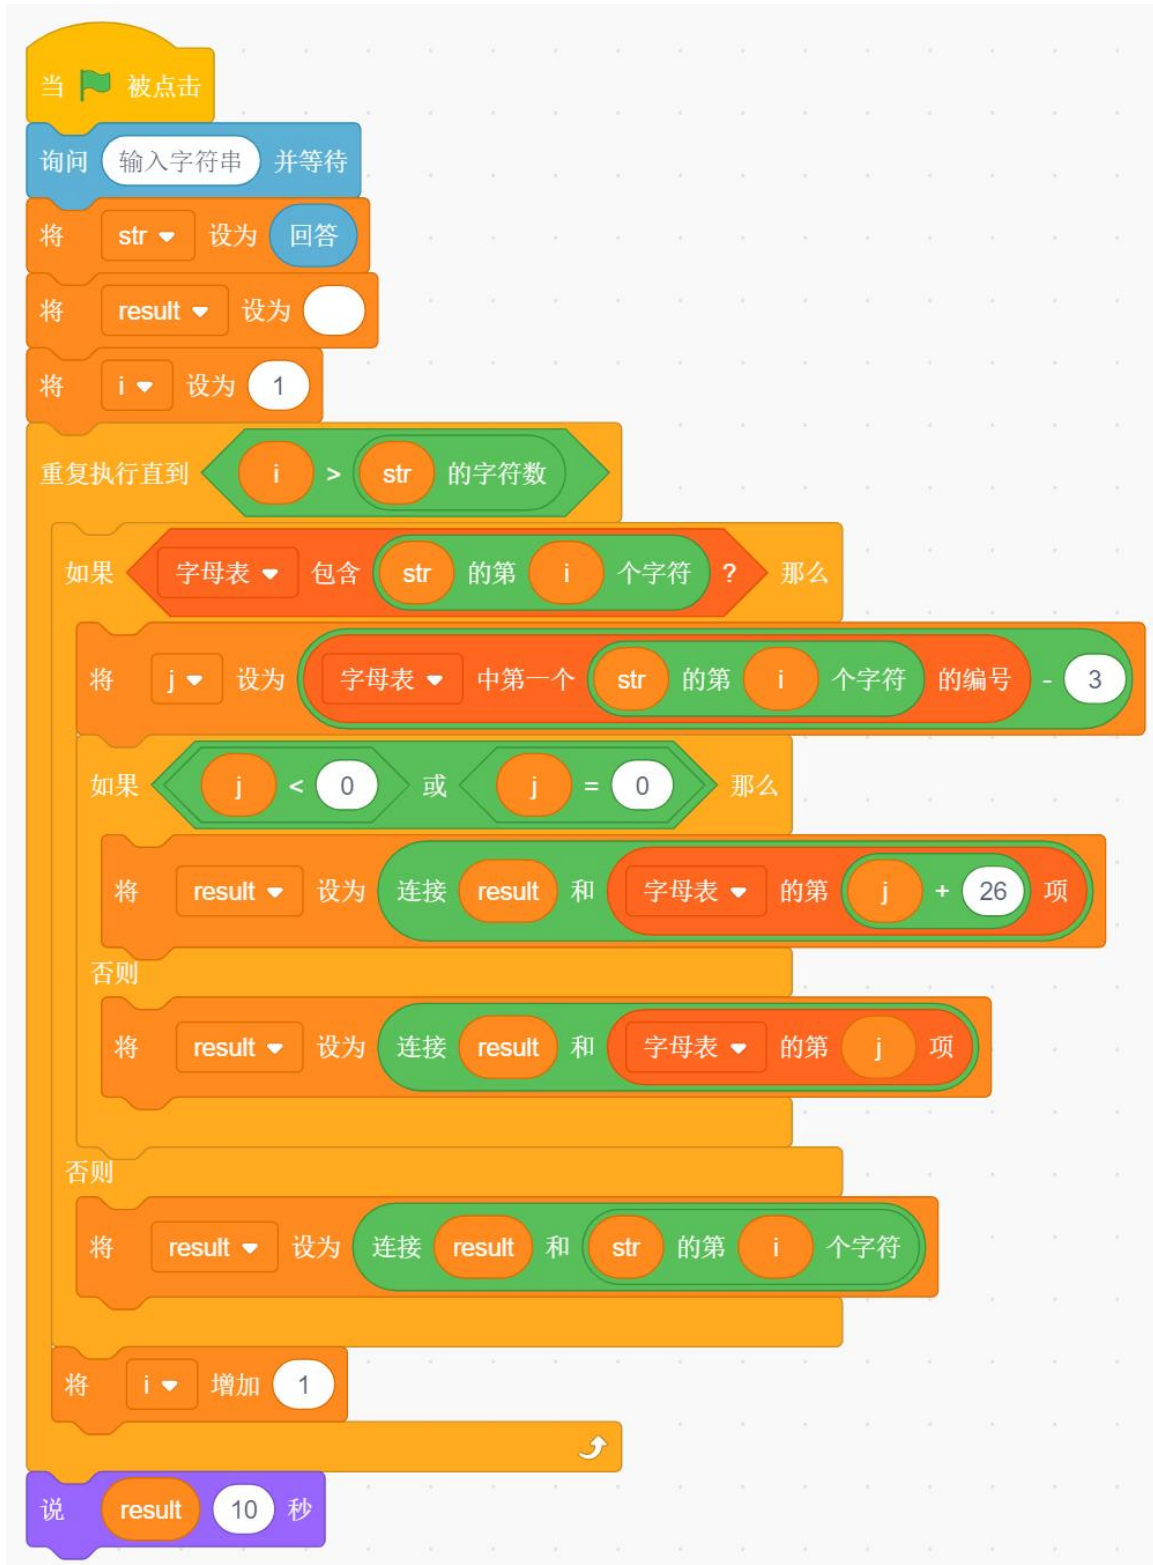 当 被点击
询问 输入字符串 并等待
将 str 设为 回答
将 result 设为
将 i 设为 1
重复执行直到 i > str 的字符数
如果 字母表 包含 str 的第 i 个字符 ? 那么
将 j 设为 字母表 中第一个 str 的第 i 个字符 的编号 - 3
如果 j < 0 或 j = 0 那么
将 result 设为 连接 result 和 字母表 的第 j + 26 项
否则
将 result 设为 连接 result 和 字母表 的第 j 项
否则
将 result 设为 连接 result 和 str 的第 i 个字符
将 i 增加 1
说 result 10 秒